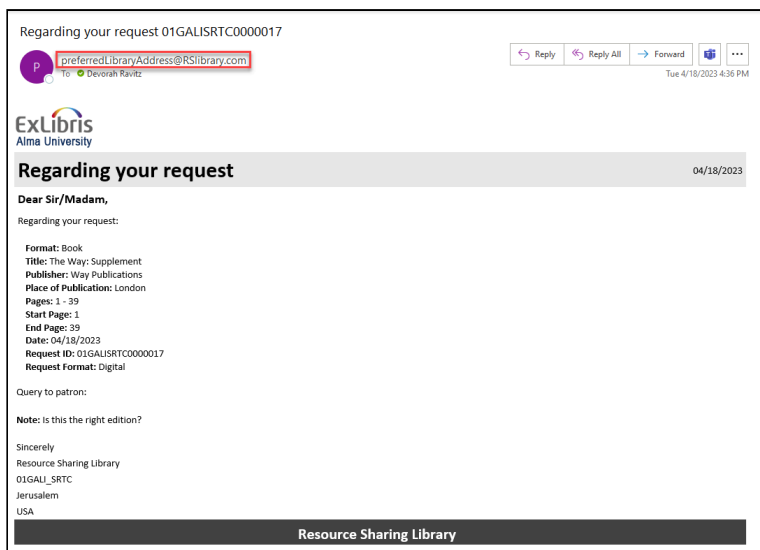 Regarding your request 01GALISRTC0000017
P
preferredLibraryAddress@RSlibrary.com
To Devorah Ravitz
Reply
Reply All
Forward
Tue 4/18/2023 4:36 PM
ExLibris
Alma University
Regarding your request
04/18/2023
Dear Sir/Madam,
Regarding your request:
Format: Book
Title: The Way: Supplement
Publisher: Way Publications
Place of Publication: London
Pages: 1 - 39
Start Page: 1
End Page: 39
Date: 04/18/2023
Request ID: 01GALISRTC0000017
Request Format: Digital
Query to patron:
Note: Is this the right edition?
Sincerely
Resource Sharing Library
01GALI_SRTC
Jerusalem
USA
Resource Sharing Library